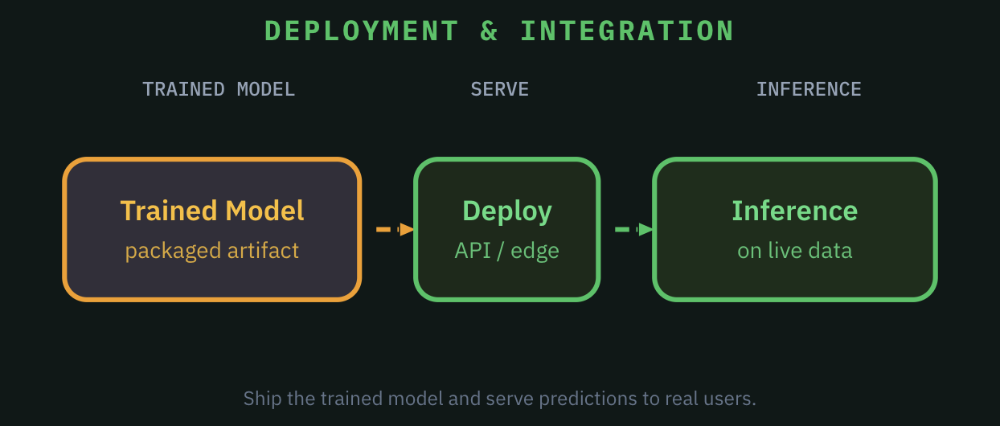 DEPLOYMENT & INTEGRATION
TRAINED MODEL
SERVE
INFERENCE
Trained Model
packaged artifact
Deploy
API / edge
Inference
on live data
Ship the trained model and serve predictions to real users.